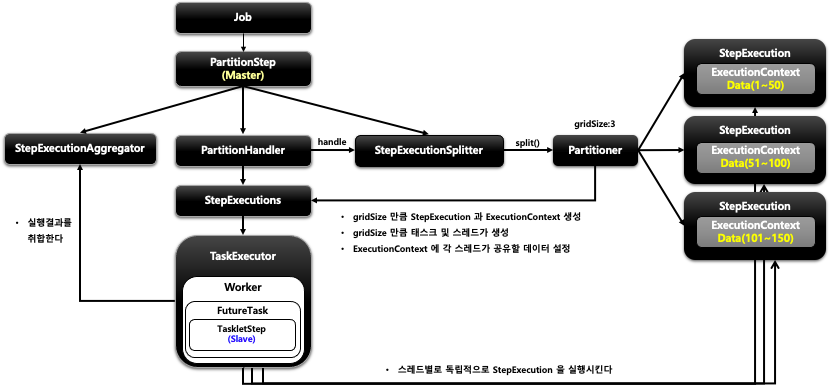 Job
PartitionStep
(Master)
StepExecutionAggregator
PartitionHandler
handle
StepExecutionSplitter
split()
gridSize:3
Partitioner
StepExecution
ExecutionContext
Data(1~50)
StepExecution
ExecutionContext
Data(51~100)
StepExecution
ExecutionContext
Data(101~150)
StepExecutions
• 실행결과를
취합한다
• gridSize 만큼 StepExecution 과 ExecutionContext 생성
• gridSize 만큼 태스크 및 스레드가 생성
• ExecutionContext 에 각 스레드가 공유할 데이터 설정
TaskExecutor
Worker
FutureTask
TaskletStep
(Slave)
• 스레드별로 독립적으로 StepExecution 을 실행시킨다